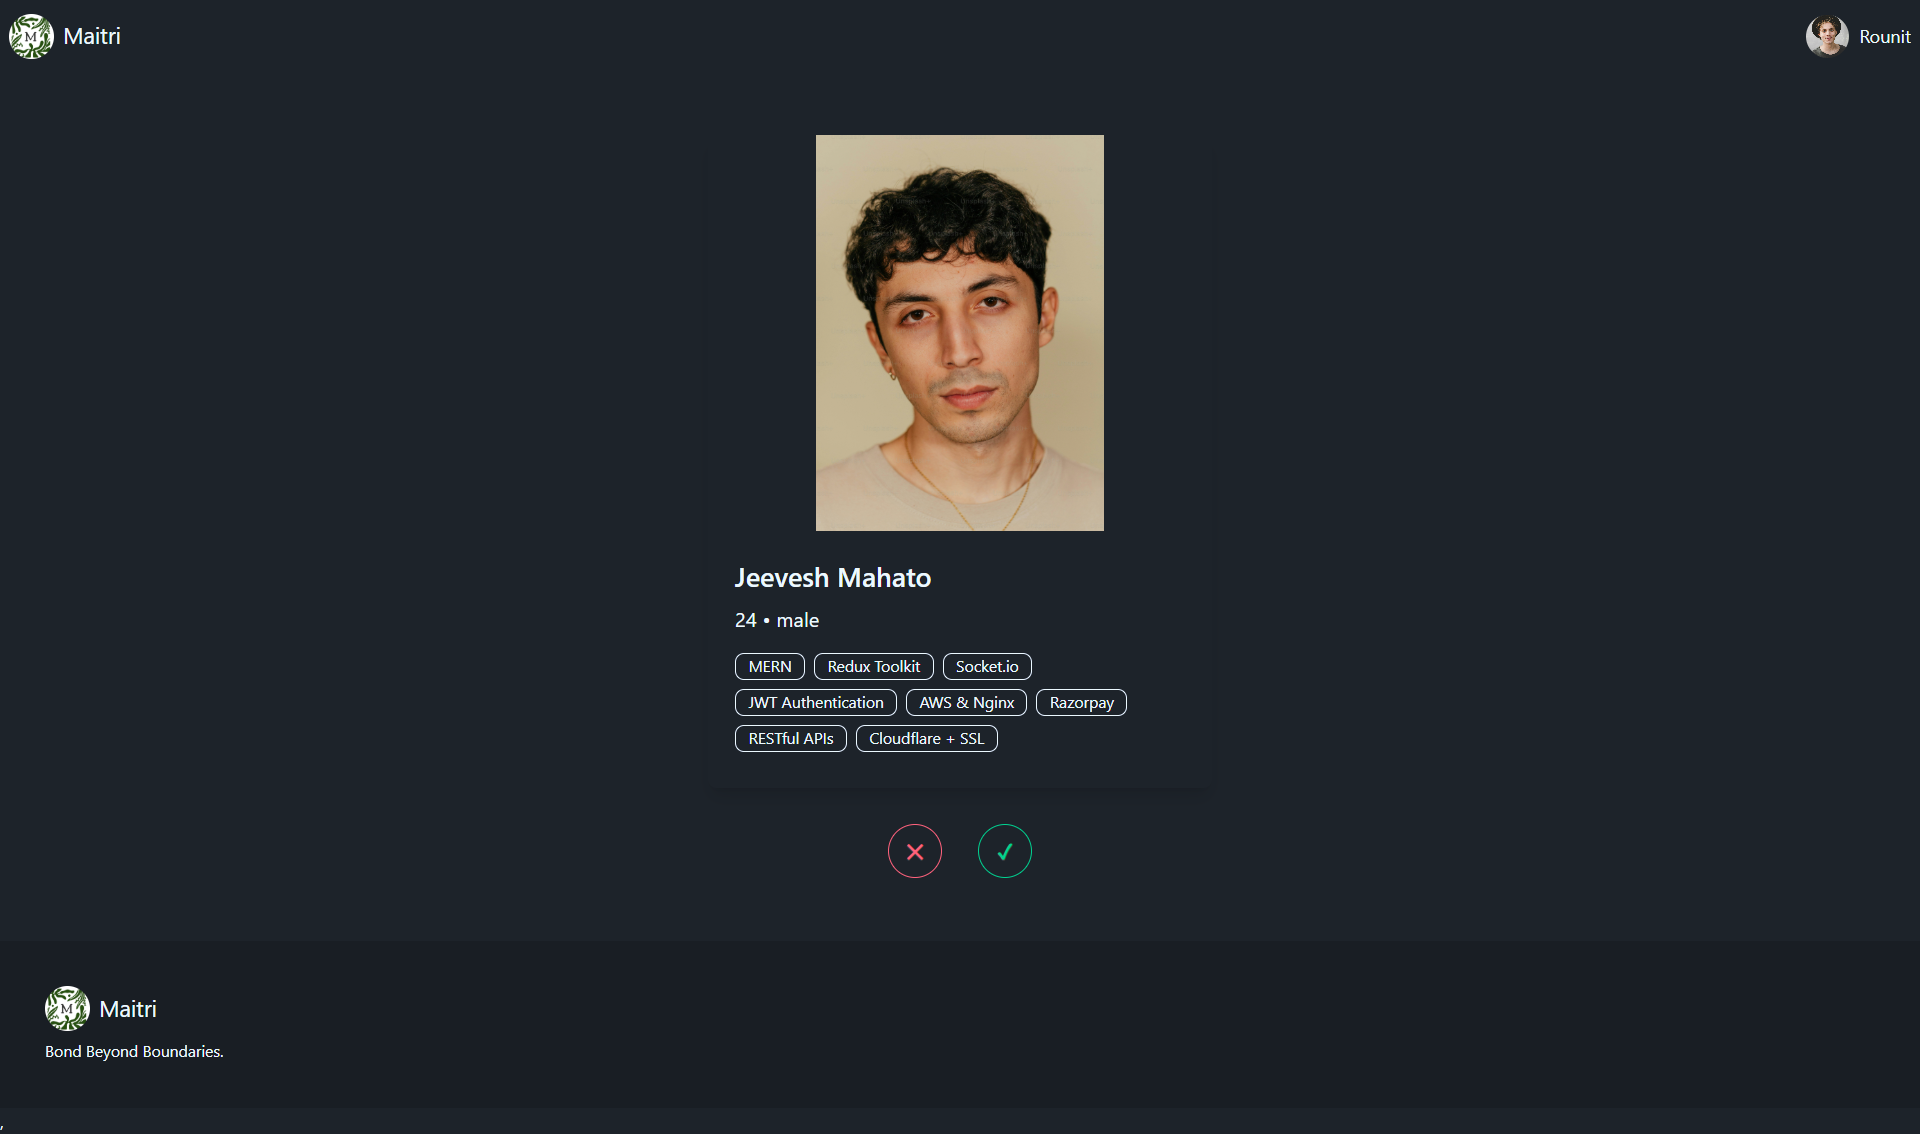 M Maitri
Rounit
Jeevesh Mahato
24 • male
MERN Redux Toolkit Socket.io
JWT Authentication AWS & Nginx Razorpay
RESTful APIs Cloudflare + SSL
M Maitri
Bond Beyond Boundaries.
,